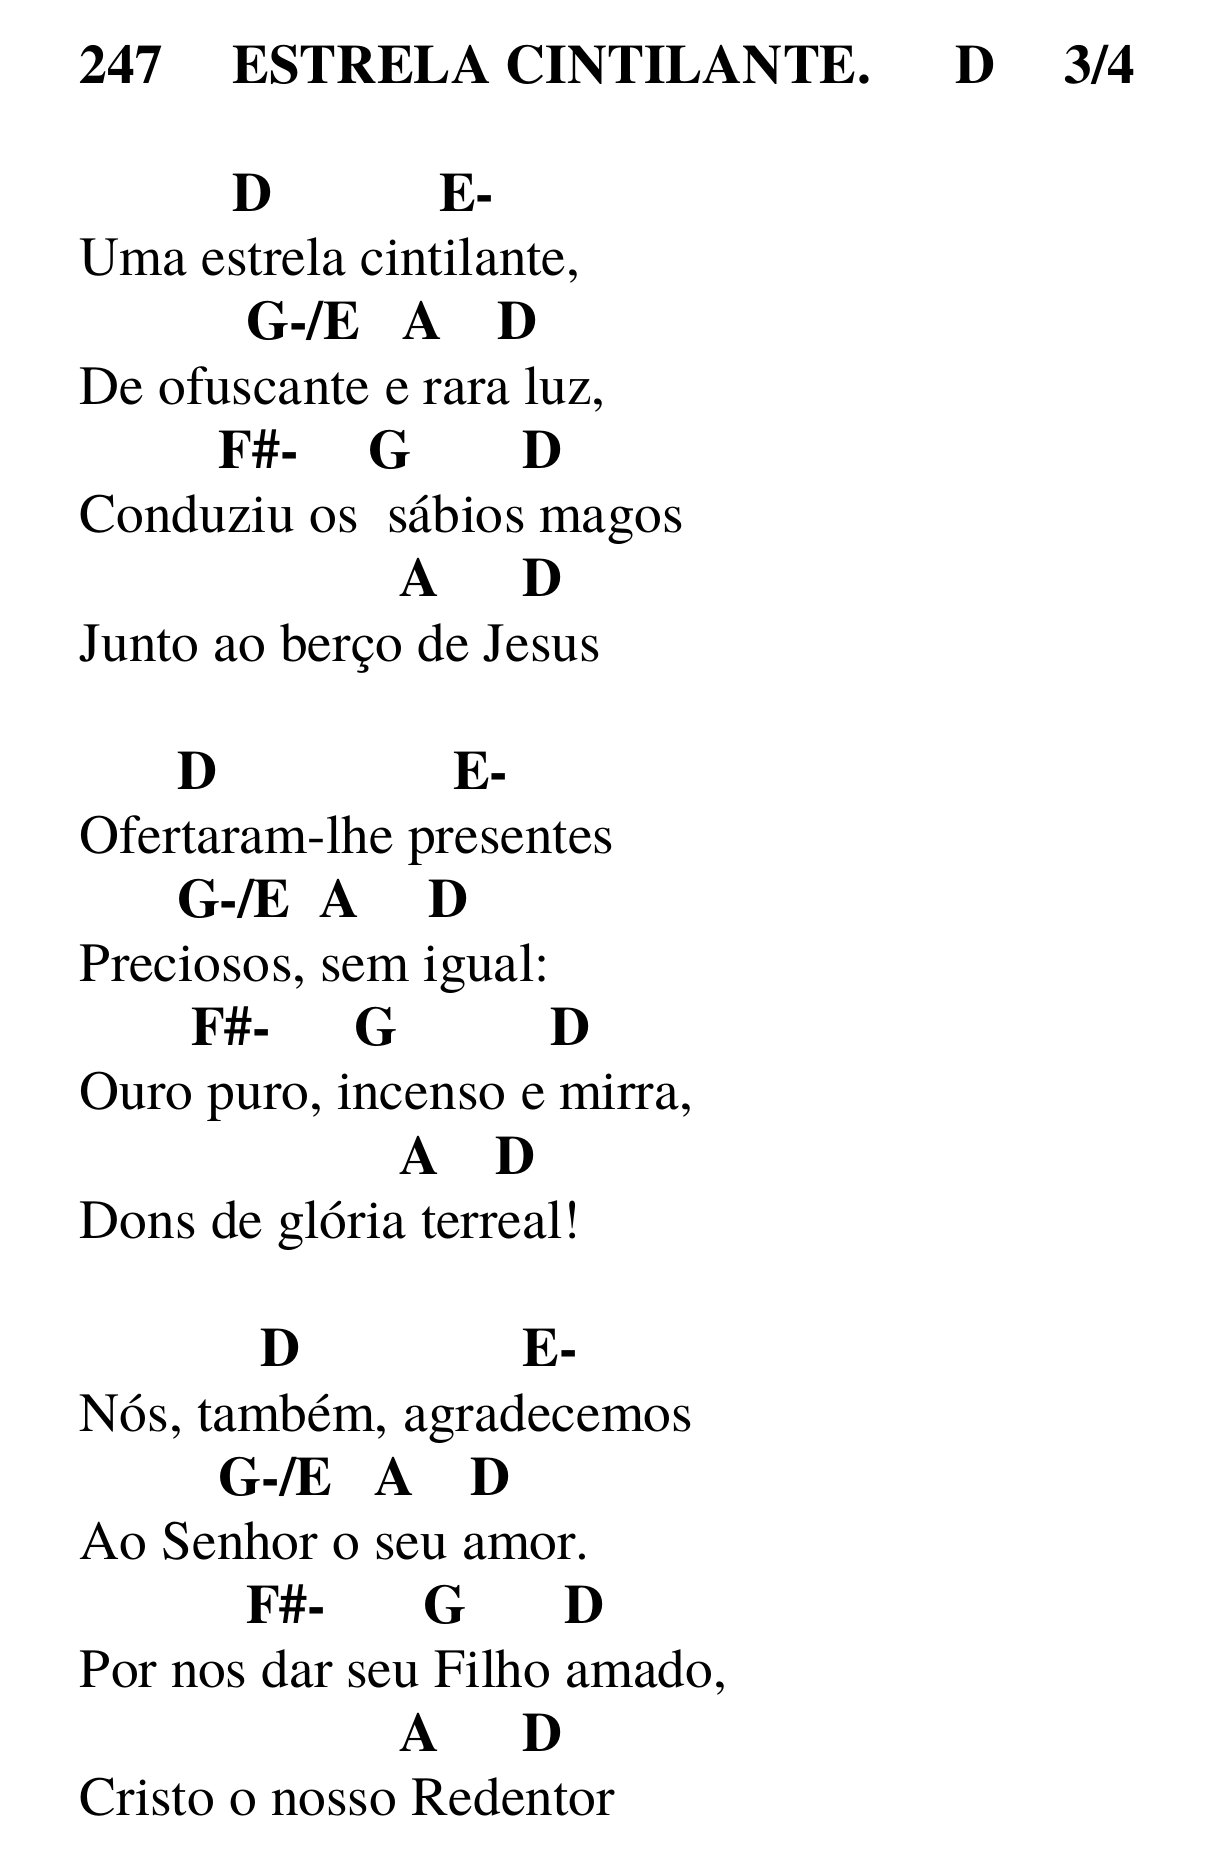 247 ESTRELA CINTILANTE. D 3/4
D E-
Uma estrela cintilante,
G-/E A D
De ofuscante e rara luz,
F#- G D
Conduziu os sábios magos
A D
Junto ao berço de Jesus
D E-
Ofertaram-lhe presentes
G-/E A D
Preciosos, sem igual:
F#- G D
Ouro puro, incenso e mirra,
A D
Dons de glória terreal!
D E-
Nós, também, agradecemos
G-/E A D
Ao Senhor o seu amor.
F#- G D
Por nos dar seu Filho amado,
A D
Cristo o nosso Redentor